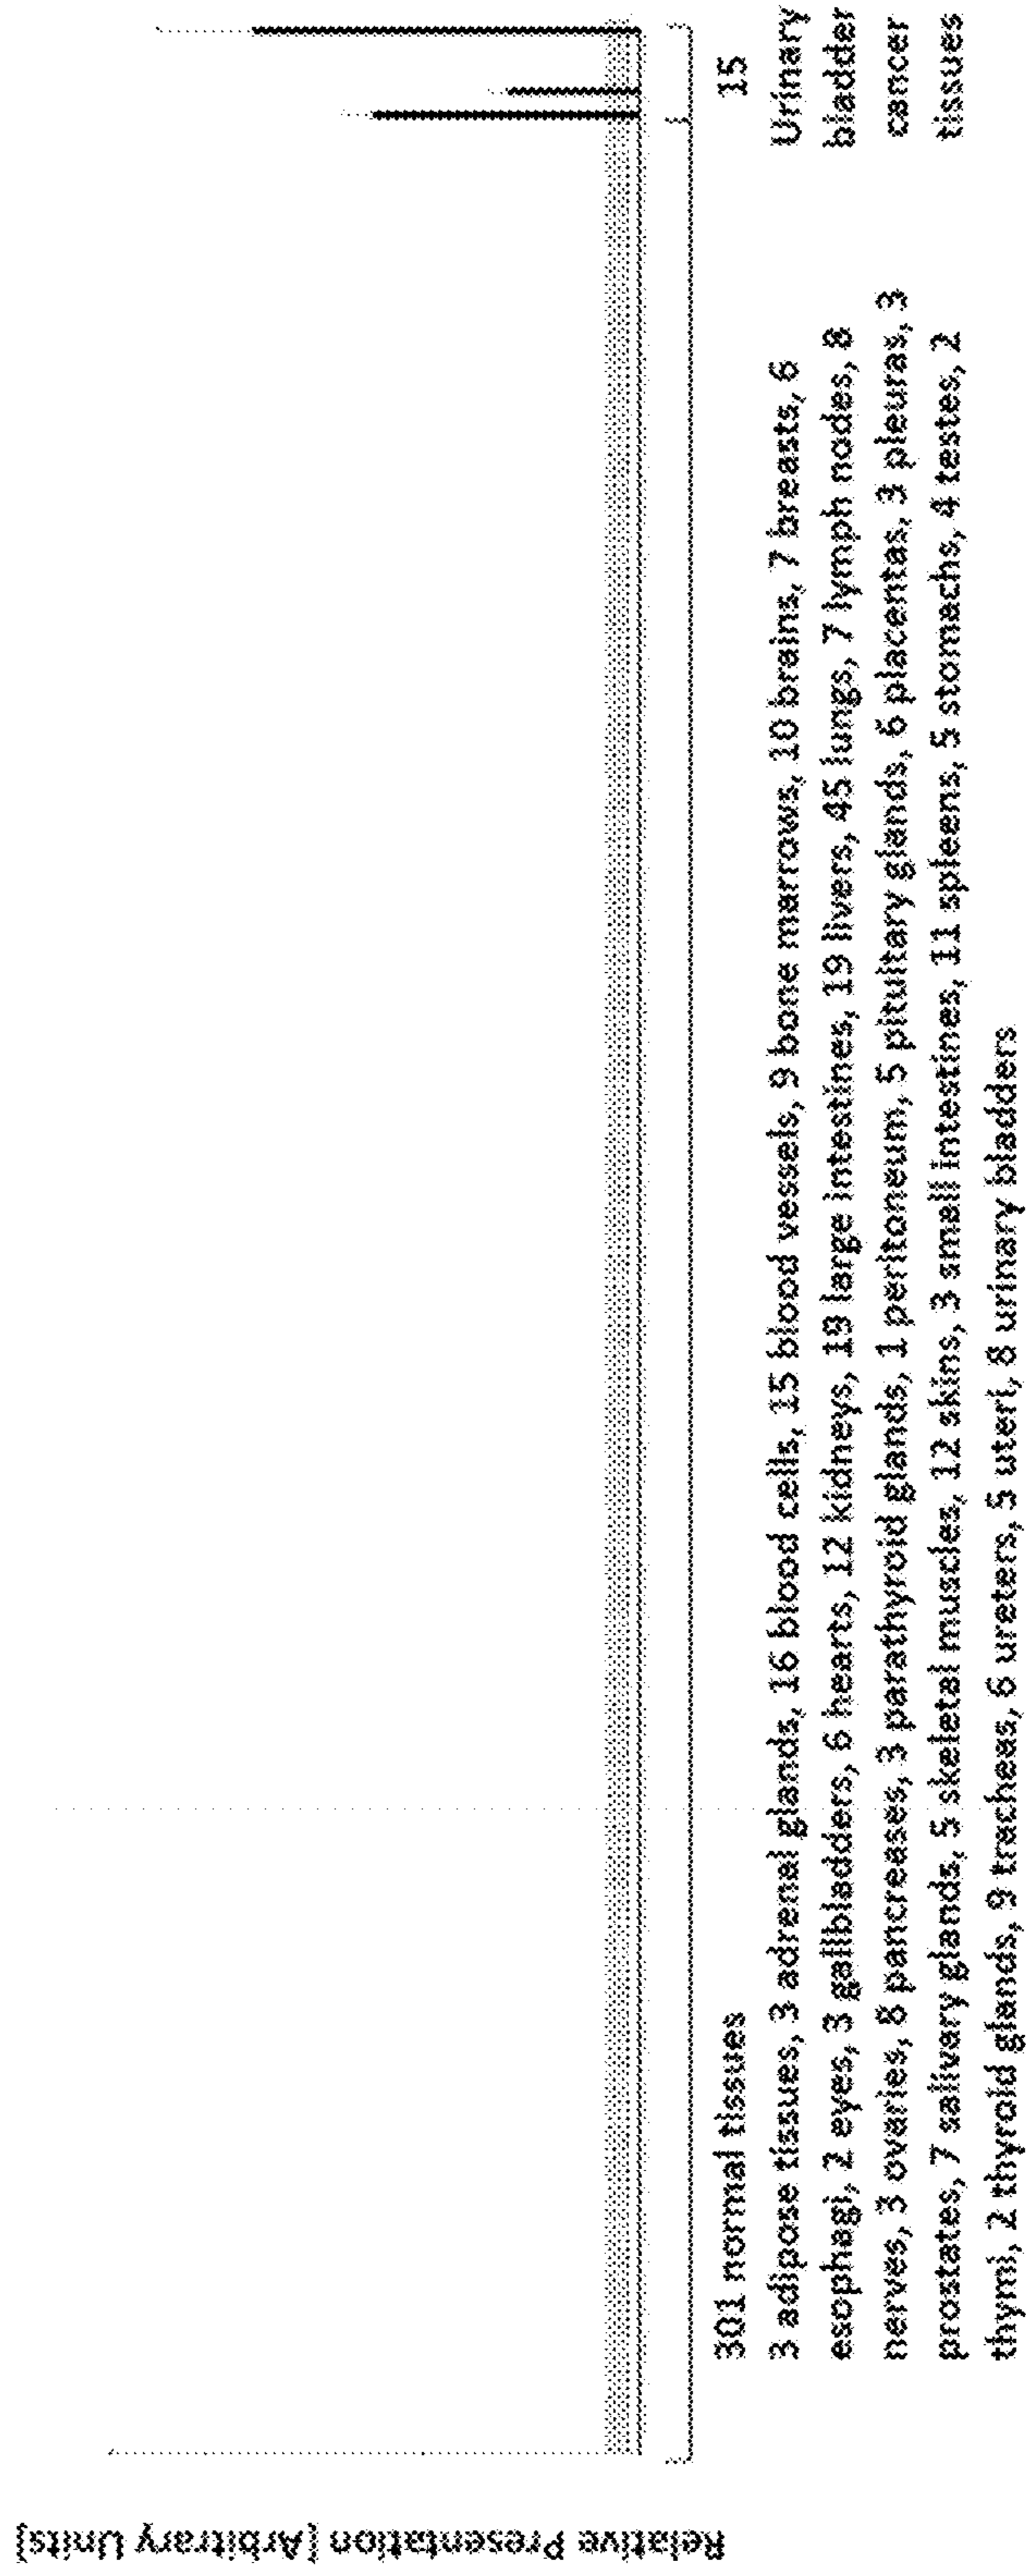 Relative Presentation [Arbitrary Units]
301 normal tissues
3 adipose tissues, 3 adrenal glands, 16 blood cells, 15 blood vessels, 9 bone marrows, 10 brains, 7 breasts, 6
esophagi, 2 eyes, 3 gallbladders, 6 hearts, 12 kidneys, 19 large intestines, 19 livers, 45 lungs, 7 lymph nodes, 8
nerves, 3 ovaries, 8 pancreases, 3 parathyroid glands, 1 peritoneum, 5 pituitary glands, 6 placentas, 3 pleuras, 3
prostates, 7 salivary glands, 5 skeletal muscles, 12 skins, 3 small intestines, 11 spleens, 5 stomachs, 4 testes, 2
thymi, 2 thyroid glands, 9 tracheas, 6 ureters, 5 uteri, 8 urinary bladders
15
Urinary
bladder
cancer
tissues